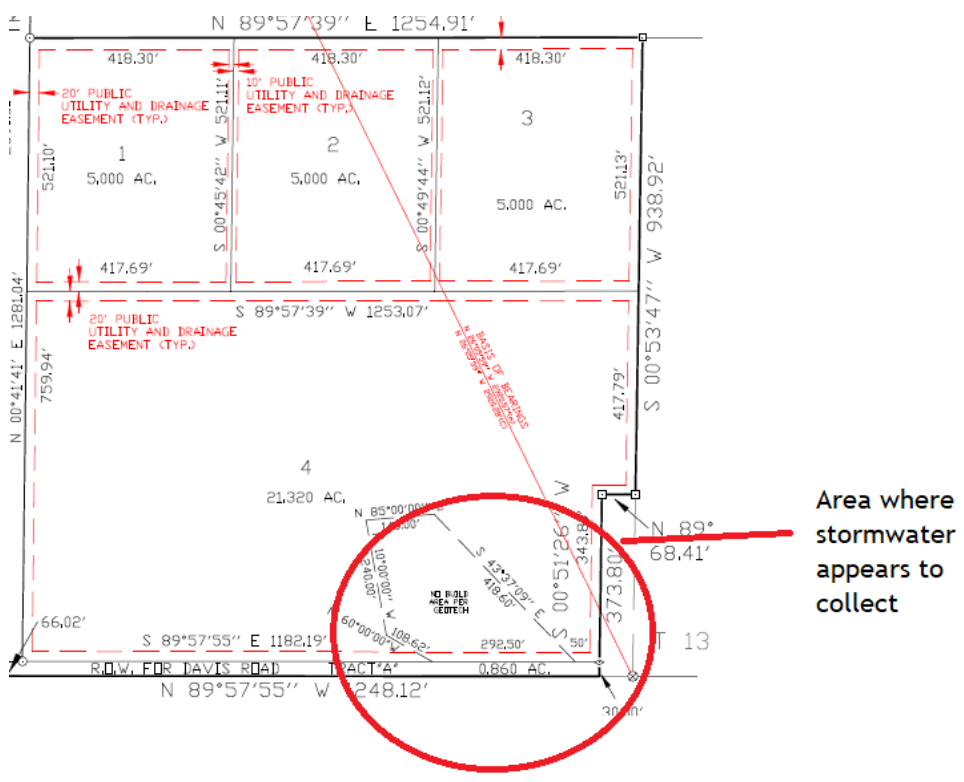 N 89°57'39" E 1254.91'
418.30'
418.30'
418.30'
20' PUBLIC
UTILITY AND DRAINAGE
EASEMENT (TYP.)
10' PUBLIC
UTILITY AND DRAINAGE
EASEMENT (TYP.)
S 00°45'42" W 521.11'
S 00°49'44" W 521.12'
521.10'
1
5.000 AC.
2
5.000 AC.
3
5.000 AC.
521.13'
S 00°53'47" W 938.92'
417.69'
417.69'
417.69'
N 00°41'41' E 1281.04'
S 89°57'39" W 1253.07'
20' PUBLIC
UTILITY AND DRAINAGE
EASEMENT (TYP.)
BASIS OF BEARINGS
759.94'
417.79'
4
21.320 AC.
N 85°00'00"
10°00'00" W
240.00'
S 43°37'09" E
418.60'
NO BUILD
AREA PER
GEOTECH
60°00'00" W
108.62'
S 00°51'26" W
373.80'
N 89°
68.41'
Area where
stormwater
appears to
collect
66.02'
S 89°57'55" E 1182.19'
292.50'
50'
T 13
R.O.W. FOR DAVIS ROAD
TRACT "A"
0.860 AC.
N 89°57'55" W 1248.12'